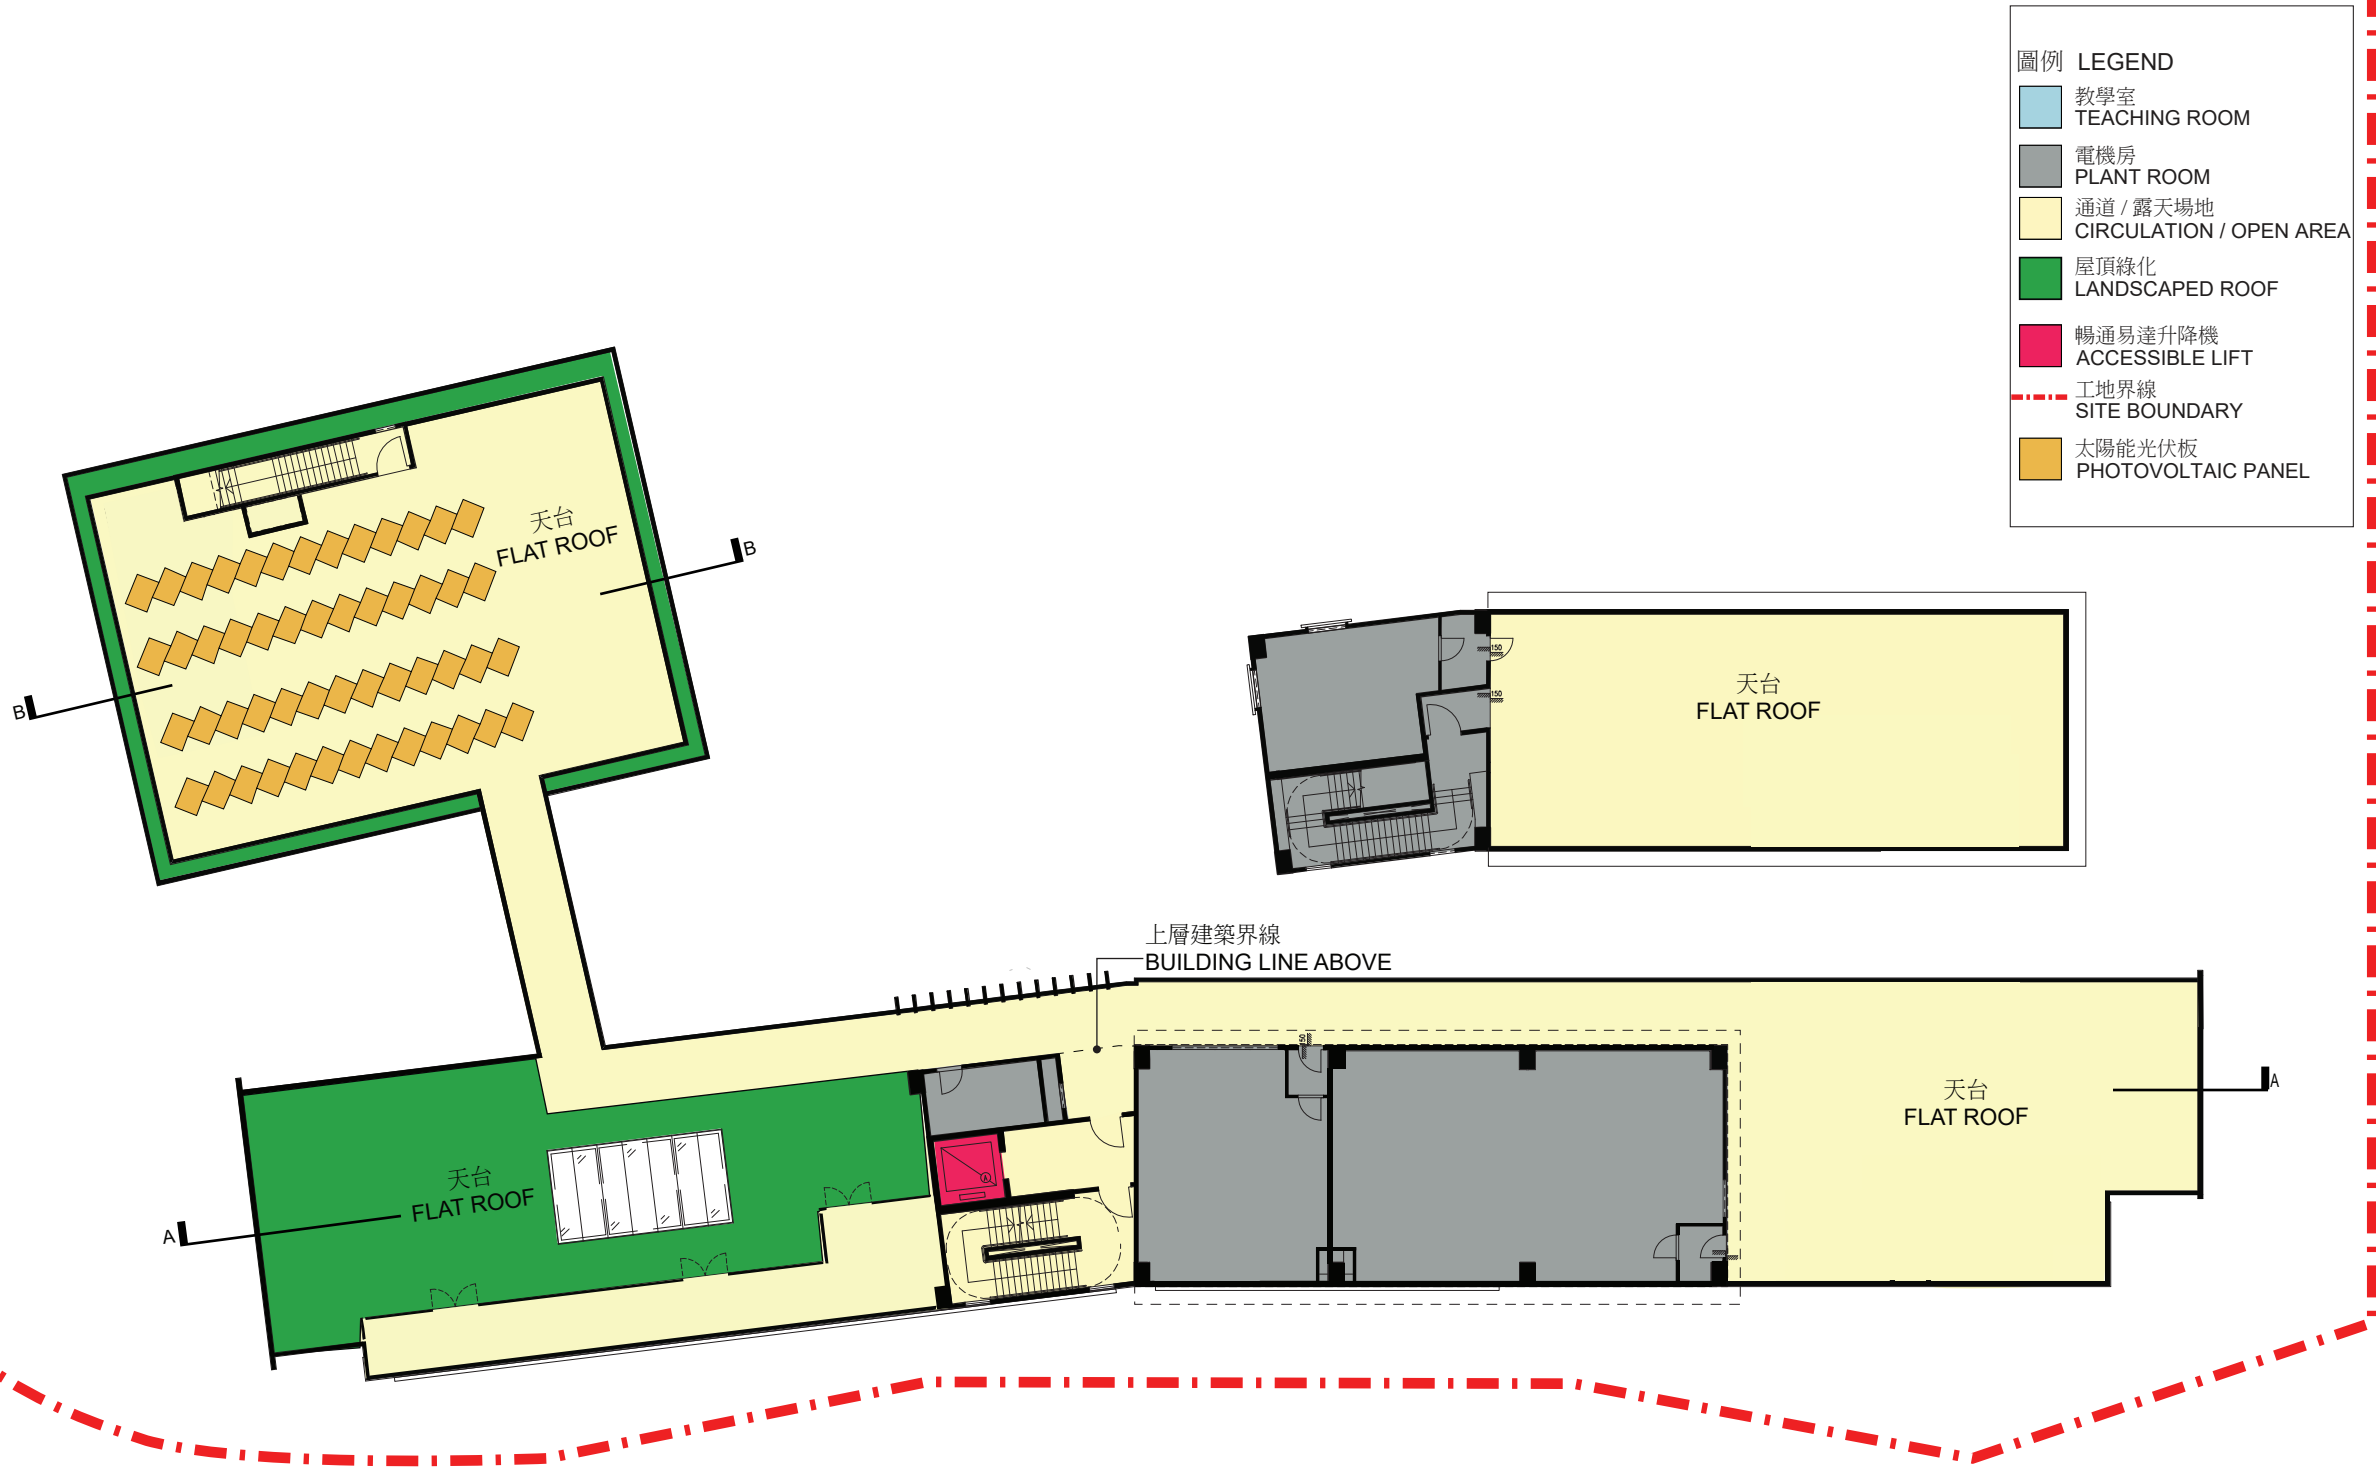 圖例 LEGEND
教學室
TEACHING ROOM
電機房
PLANT ROOM
通道 / 露天場地
CIRCULATION / OPEN AREA
屋頂綠化
LANDSCAPED ROOF
暢通易達升降機
ACCESSIBLE LIFT
工地界線
SITE BOUNDARY
太陽能光伏板
PHOTOVOLTAIC PANEL
天台
FLAT ROOF
B
B
150
150
天台
FLAT ROOF
上層建築界線
BUILDING LINE ABOVE
150
天台
FLAT ROOF
A
天台
FLAT ROOF
A
A